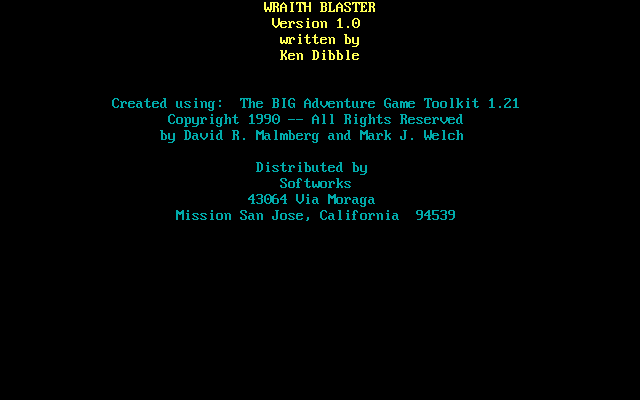 WRAITH BLASTER
Version 1.0
written by
Ken Dibble
Created using:  The BIG Adventure Game Toolkit 1.21
Copyright 1990 -- All Rights Reserved
by David R. Malmberg and Mark J. Welch
Distributed by
Softworks
43064 Via Moraga
Mission San Jose, California  94539